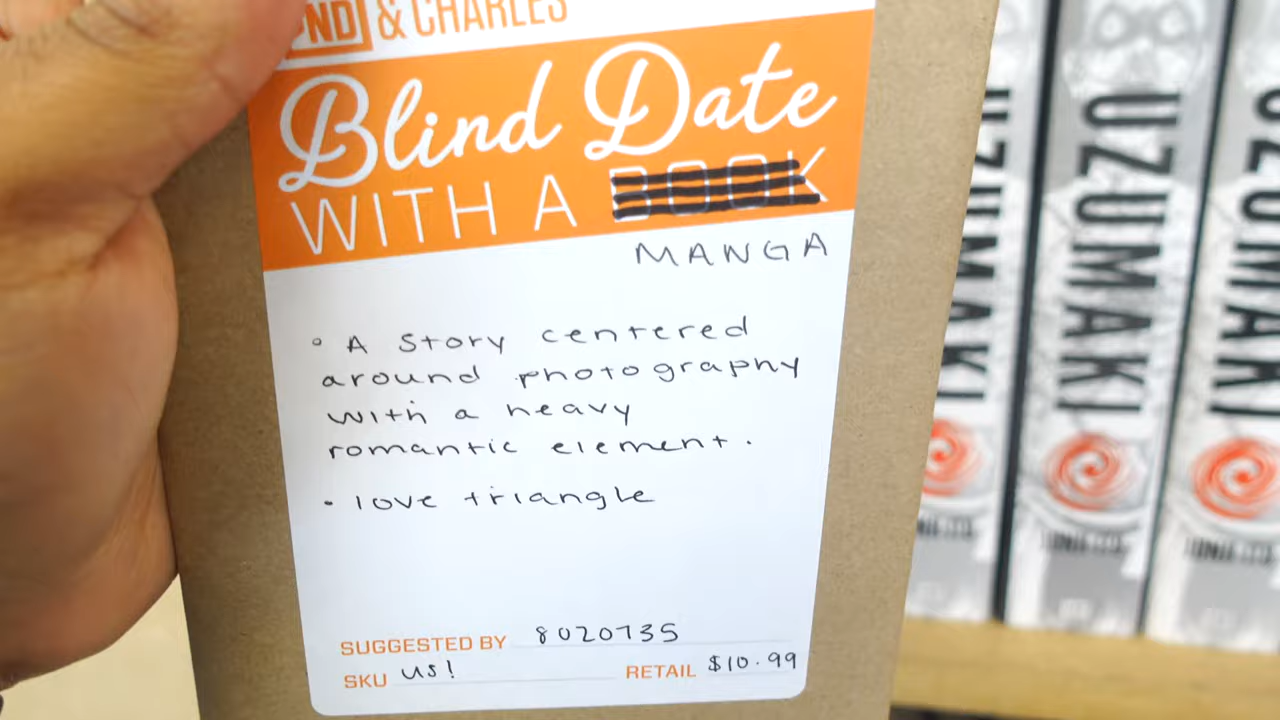 2ND & CHARLES
Blind Date
WITH A BOOK
MANGA
• A story centered
around photography
with a heavy
romantic element.
• love triangle
SUGGESTED BY 8020735
SKU us!
RETAIL $10.99
UZUMAKI
UZUMAKI
UZUMAKI